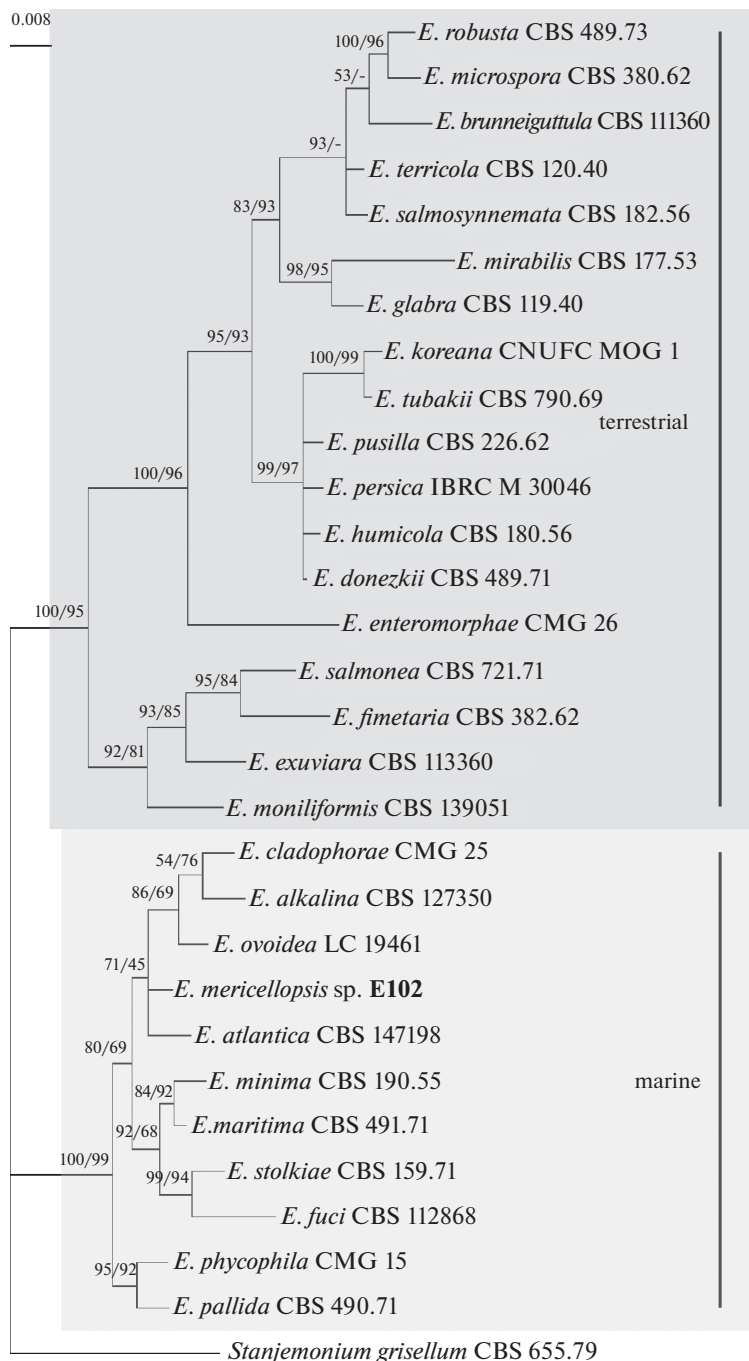 0.008
100/96
E. robusta CBS 489.73
53/-
E. microspora CBS 380.62
E. brunneiguttula CBS 111360
93/-
E. terricola CBS 120.40
83/93
E. salmosynnemata CBS 182.56
98/95
E. mirabilis CBS 177.53
E. glabra CBS 119.40
95/93
100/99
E. koreana CNUFC MOG 1
E. tubakii CBS 790.69
terrestrial
99/97
E. pusilla CBS 226.62
100/96
E. persica IBRC M 30046
E. humicola CBS 180.56
E. donezkii CBS 489.71
100/95
E. enteromorphae CMG 26
95/84
E. salmonea CBS 721.71
93/85
E. fimetaria CBS 382.62
92/81
E. exuviara CBS 113360
E. moniliformis CBS 139051
54/76
E. cladophorae CMG 25
86/69
E. alkalina CBS 127350
E. ovoidea LC 19461
71/45
E. mericellopsis sp. E102
E. atlantica CBS 147198
80/69
84/92
E. minima CBS 190.55
marine
E.maritima CBS 491.71
92/68
100/99
99/94
E. stolkiae CBS 159.71
E. fuci CBS 112868
95/92
E. phycophila CMG 15
E. pallida CBS 490.71
Stanjemonium grisellum CBS 655.79